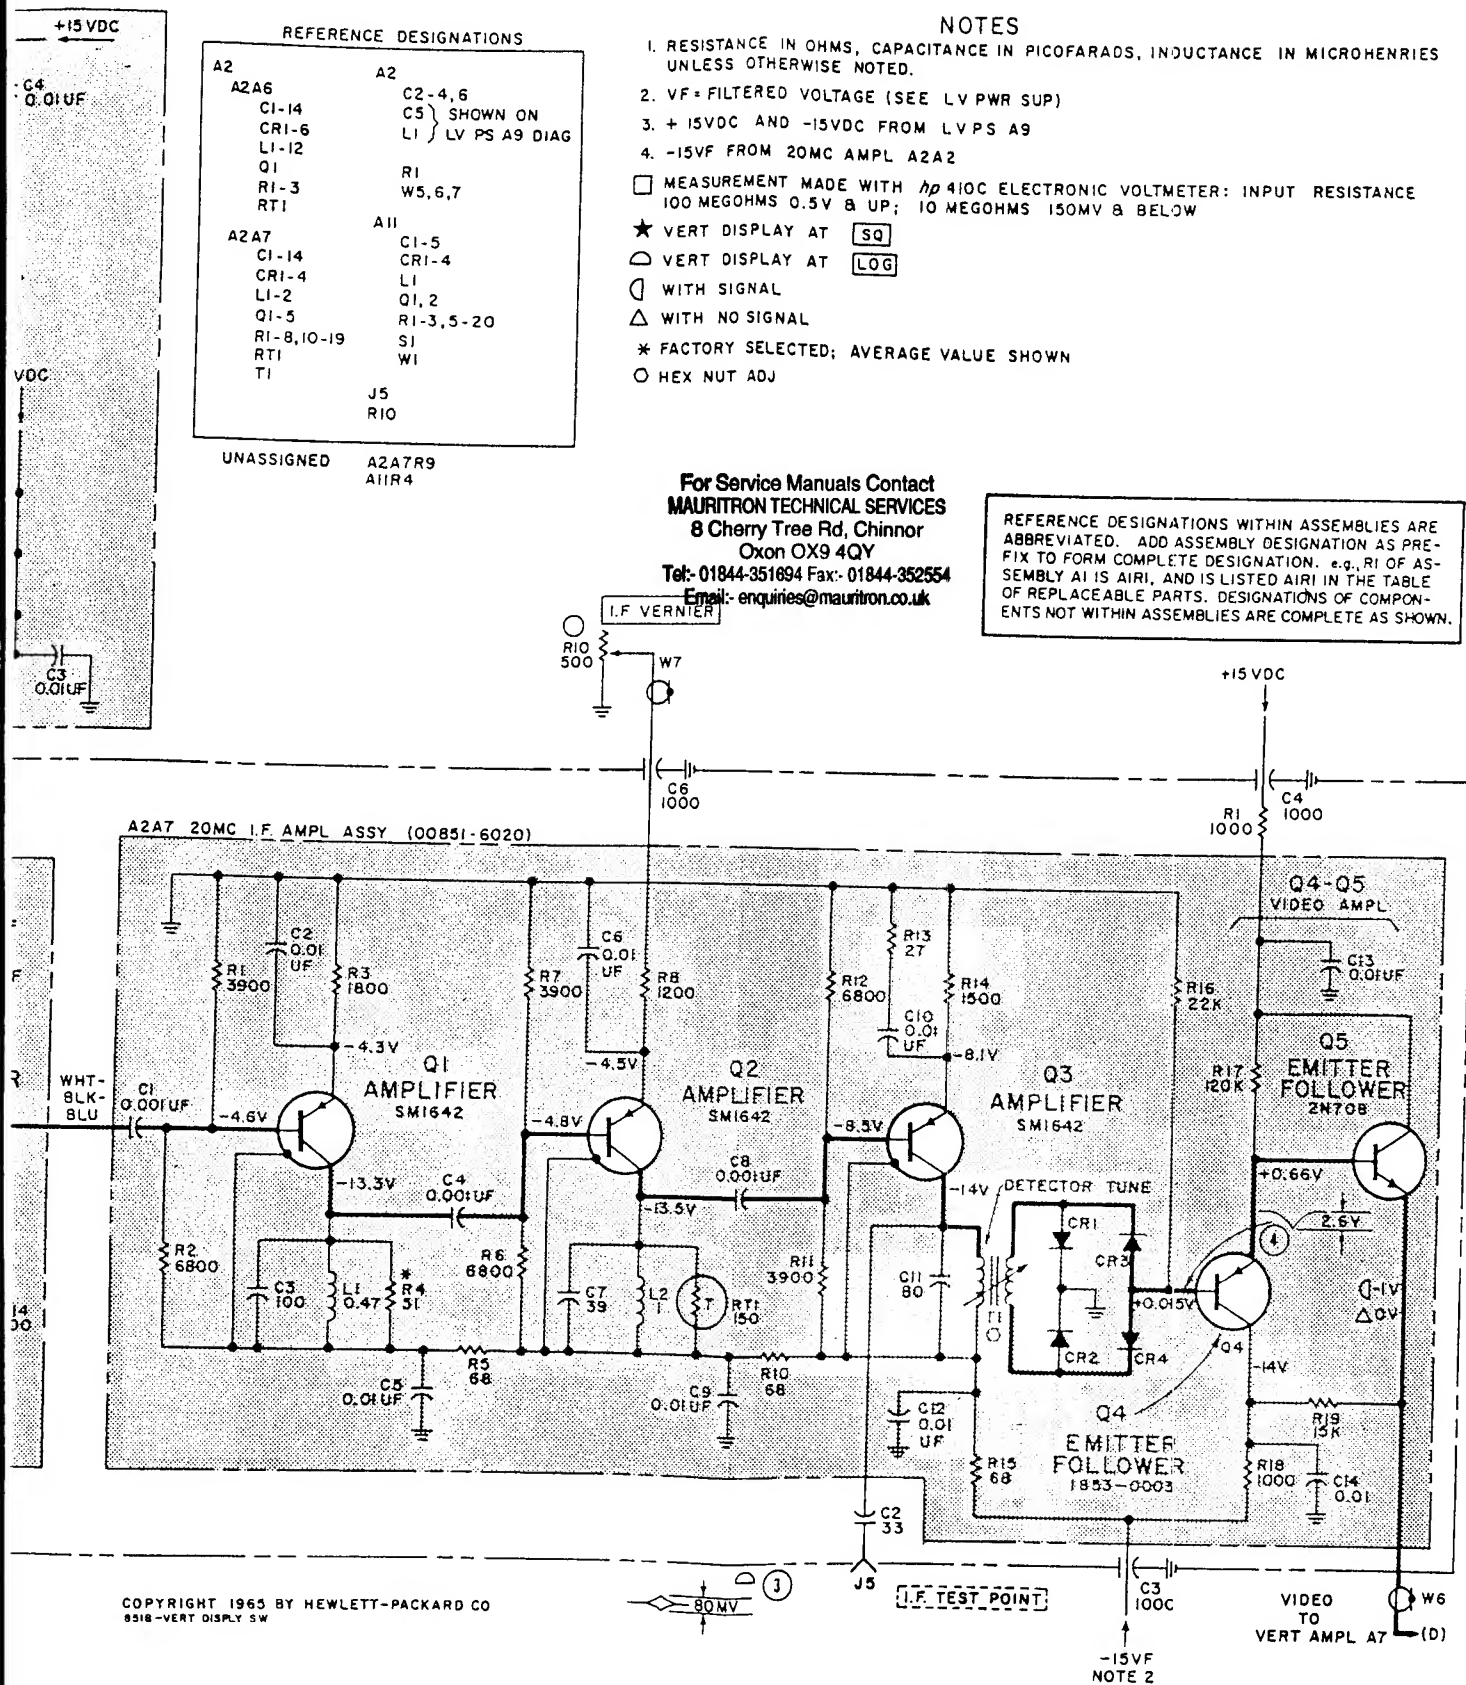 +15 VDC
C4
0.01UF
VDC
C3
0.01UF
REFERENCE DESIGNATIONS
A2
A2A6
C1-14
CR1-6
L1-12
Q1
R1-3
RT1
A2A7
C1-14
CR1-4
L1-2
Q1-5
R1-8,10-19
RT1
T1
A2
C2-4,6
C5 } SHOWN ON
L1 } LV PS A9 DIAG
R1
W5,6,7
A11
C1-5
CR1-4
L1
Q1,2
R1-3,5-20
S1
W1
J5
R10
UNASSIGNED A2A7R9
A11R4
NOTES
1. RESISTANCE IN OHMS, CAPACITANCE IN PICOFARADS, INDUCTANCE IN MICROHENRIES
UNLESS OTHERWISE NOTED.
2. VF = FILTERED VOLTAGE (SEE LV PWR SUP)
3. + 15VDC AND -15VDC FROM LVPS A9
4. -15VF FROM 20MC AMPL A2A2
□ MEASUREMENT MADE WITH hp 410C ELECTRONIC VOLTMETER: INPUT RESISTANCE
100 MEGOHMS 0.5V & UP; 10 MEGOHMS 150MV & BELOW
★ VERT DISPLAY AT SQ
VERT DISPLAY AT LOG
WITH SIGNAL
△ WITH NO SIGNAL
* FACTORY SELECTED; AVERAGE VALUE SHOWN
HEX NUT ADJ
For Service Manuals Contact
MAURITRON TECHNICAL SERVICES
8 Cherry Tree Rd, Chinnor
Oxon OX9 4QY
Tel:- 01844-351694 Fax:- 01844-352554
Email:- enquiries@mauritron.co.uk
REFERENCE DESIGNATIONS WITHIN ASSEMBLIES ARE
ABBREVIATED. ADD ASSEMBLY DESIGNATION AS PRE-
FIX TO FORM COMPLETE DESIGNATION. e.g., R1 OF AS-
SEMBLY A1 IS A1R1, AND IS LISTED A1R1 IN THE TABLE
OF REPLACEABLE PARTS. DESIGNATIONS OF COMPON-
ENTS NOT WITHIN ASSEMBLIES ARE COMPLETE AS SHOWN.
I.F VERNIER
R10
500
W7
C6
1000
+15 VDC
C4
1000
R1
1000
A2A7 20MC I.F. AMPL ASSY (00851-6020)
WHT-
BLK-
BLU
C1
0.001UF
R1
3900
C2
0.01
UF
R3
1800
-4.3V
Q1
AMPLIFIER
SM1642
-4.6V
-13.3V
R2
6800
C3
100
L1
0.47
*
R4
51
C4
0.001UF
R5
68
C5
0.01UF
R6
6800
R7
3900
C6
0.01
UF
R8
1200
-4.5V
Q2
AMPLIFIER
SM1642
-4.8V
-13.5V
C7
39
L2
1
T
RT1
150
C8
0.001UF
C9
0.01UF
R10
68
R11
3900
R12
6800
R13
27
C10
0.01
UF
R14
1500
-8.1V
Q3
AMPLIFIER
SM1642
-8.5V
-14V
DETECTOR TUNE
C11
80
T1
CR1
CR2
CR3
CR4
+0.015V
R16
22K
Q4-Q5
VIDEO AMPL
C13
0.01UF
R17
120K
Q5
EMITTER
FOLLOWER
2N708
+0.66V
2.6V
4
-1V
△ 0V
Q4
-14V
Q4
EMITTER
FOLLOWER
1853-0003
R19
15K
R18
1000
C14
0.01
C12
0.01
UF
R15
68
C2
33
J5
I.F. TEST POINT
C3
1000
-15VF
NOTE 2
VIDEO
TO
VERT AMPL A7
W6
(D)
3
80MV
COPYRIGHT 1965 BY HEWLETT-PACKARD CO
851B-VERT DISPLY SW